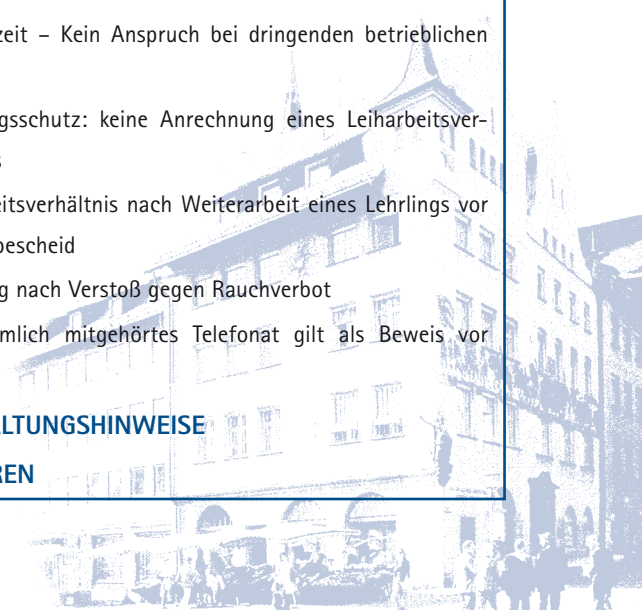 zeit – Kein Anspruch bei dringenden betrieblichen
gsschutz: keine Anrechnung eines Leiharbeitsver-
s
eitsverhältnis nach Weiterarbeit eines Lehrlings vor
bescheid
g nach Verstoß gegen Rauchverbot
mlich mitgehörtes Telefonat gilt als Beweis vor
LTUNGSHINWEISE
REN